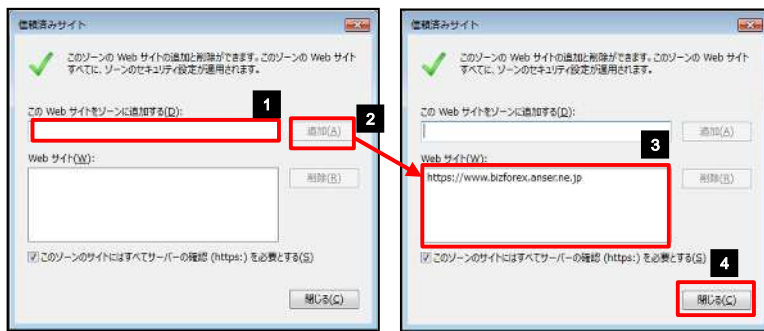 信頼済みサイト
このゾーンの Web サイトの追加と削除ができます。このゾーンの Web サイト
すべてに、ゾーンのセキュリティ設定が適用されます。
この Web サイトをゾーンに追加する(D):
1
追加(A)
2
Web サイト(W):
削除(R)
このゾーンのサイトにはすべてサーバーの確認 (https:) を必要とする(S)
閉じる(C)
信頼済みサイト
このゾーンの Web サイトの追加と削除ができます。このゾーンの Web サイト
すべてに、ゾーンのセキュリティ設定が適用されます。
この Web サイトをゾーンに追加する(D):
追加(A)
3
Web サイト(W):
https://www.bizforex.anser.ne.jp
削除(R)
このゾーンのサイトにはすべてサーバーの確認 (https:) を必要とする(S)
4
閉じる(C)